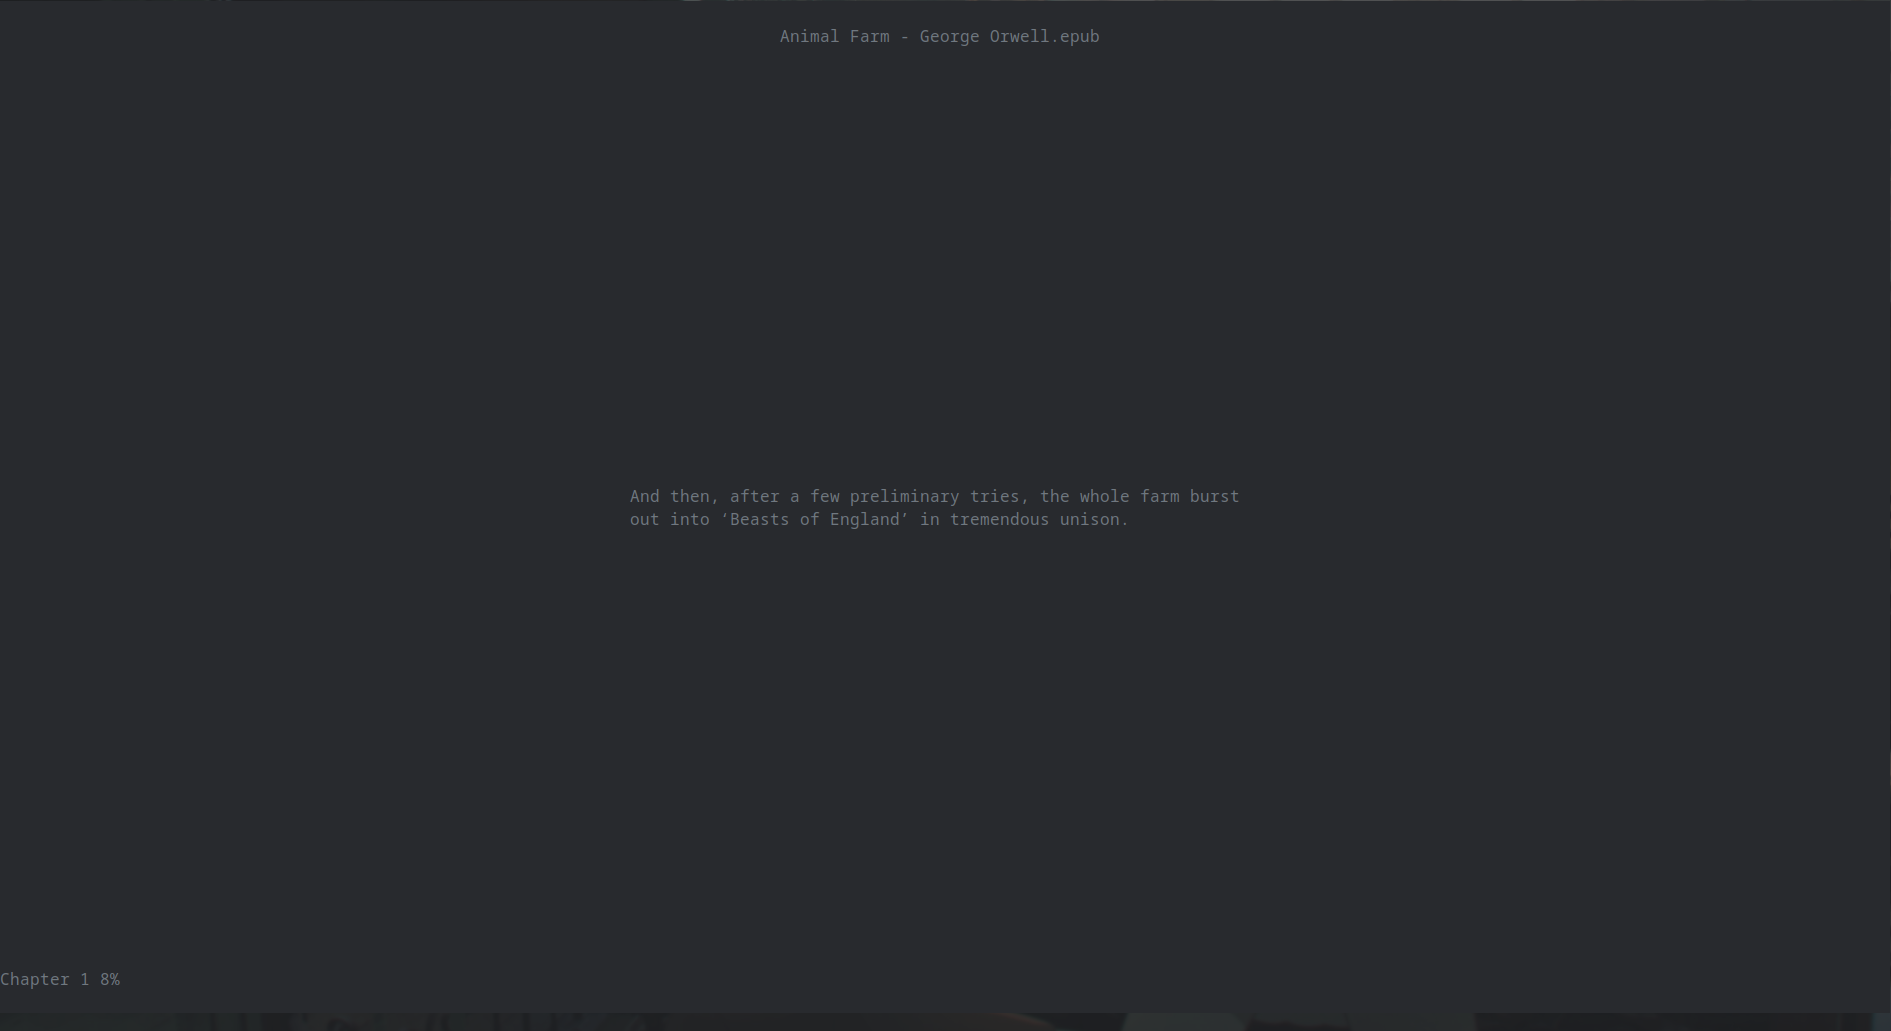 Animal Farm - George Orwell.epub
And then, after a few preliminary tries, the whole farm burst
out into ‘Beasts of England’ in tremendous unison.
Chapter 1 8%